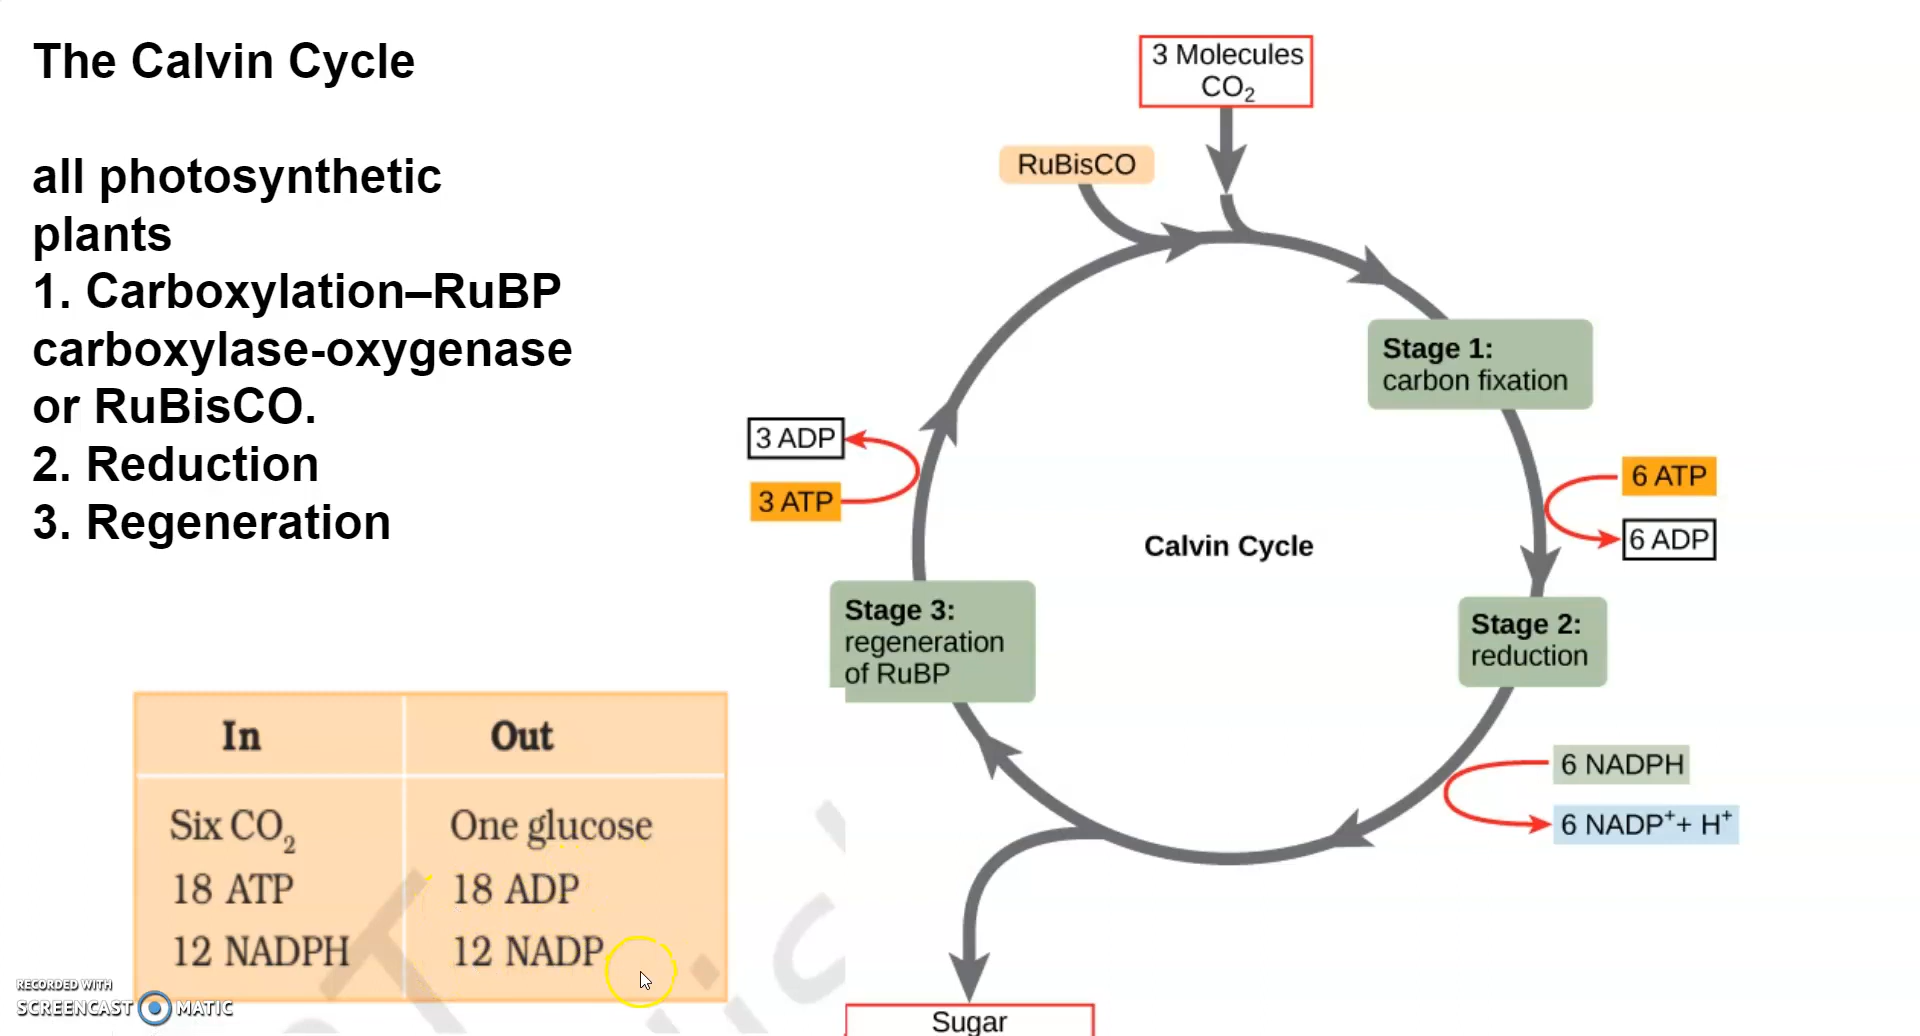 The Calvin Cycle
all photosynthetic
plants
1. Carboxylation–RuBP
carboxylase-oxygenase
or RuBisCO.
2. Reduction
3. Regeneration
3 Molecules
CO₂
RuBisCO
Stage 1:
carbon fixation
3 ADP
3 ATP
6 ATP
6 ADP
Calvin Cycle
Stage 3:
regeneration
of RuBP
Stage 2:
reduction
6 NADPH
6 NADP⁺+ H⁺
Sugar
In Out
Six CO₂ One glucose
18 ATP 18 ADP
12 NADPH 12 NADP
RECORDED WITH
SCREENCAST MATIC